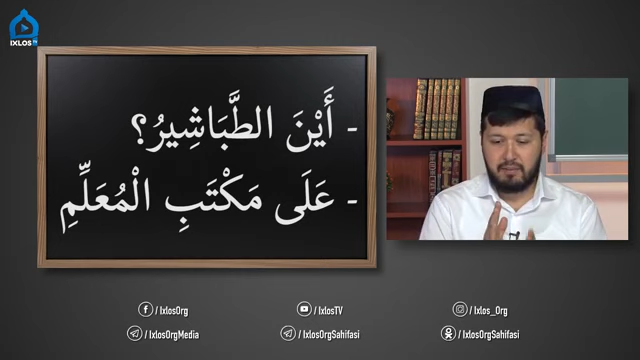 IXLOS TV
- أَيْنَ الطَّبَاشِيرُ؟
- عَلَى مَكْتَبِ الْمُعَلِّمِ
/ IxlosOrg
/ IxlosTV
/ Ixlos_Org
/ IxlosOrgMedia
/ IxlosOrgSahifasi
/ IxlosOrgSahifasi